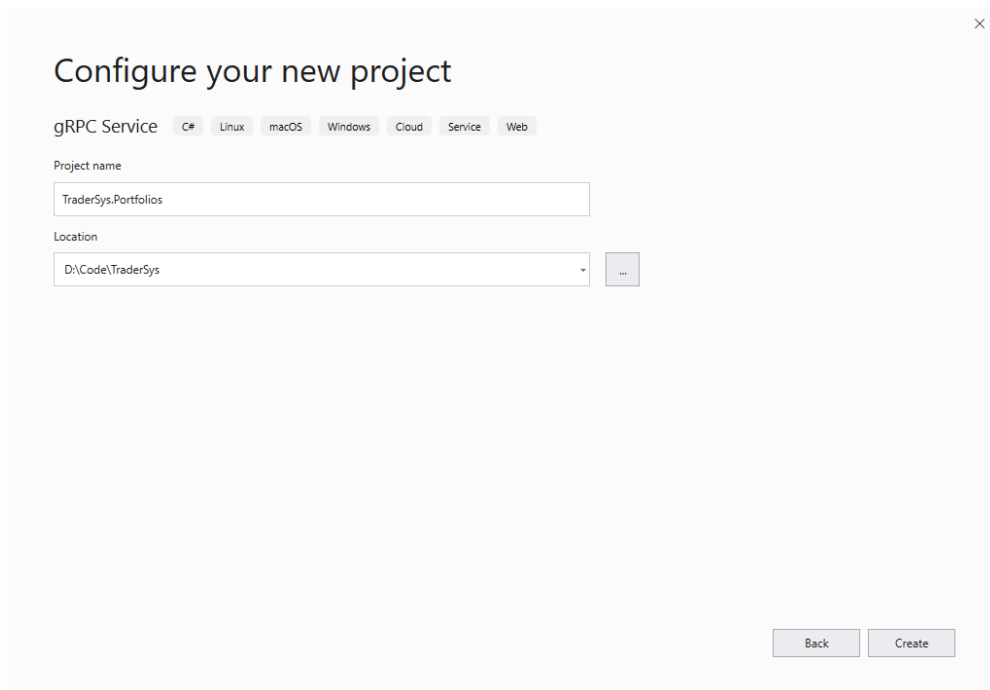 Configure your new project
gRPC Service C# Linux macOS Windows Cloud Service Web
Project name
TraderSys.Portfolios
Location
D:\Code\TraderSys ...
Back Create